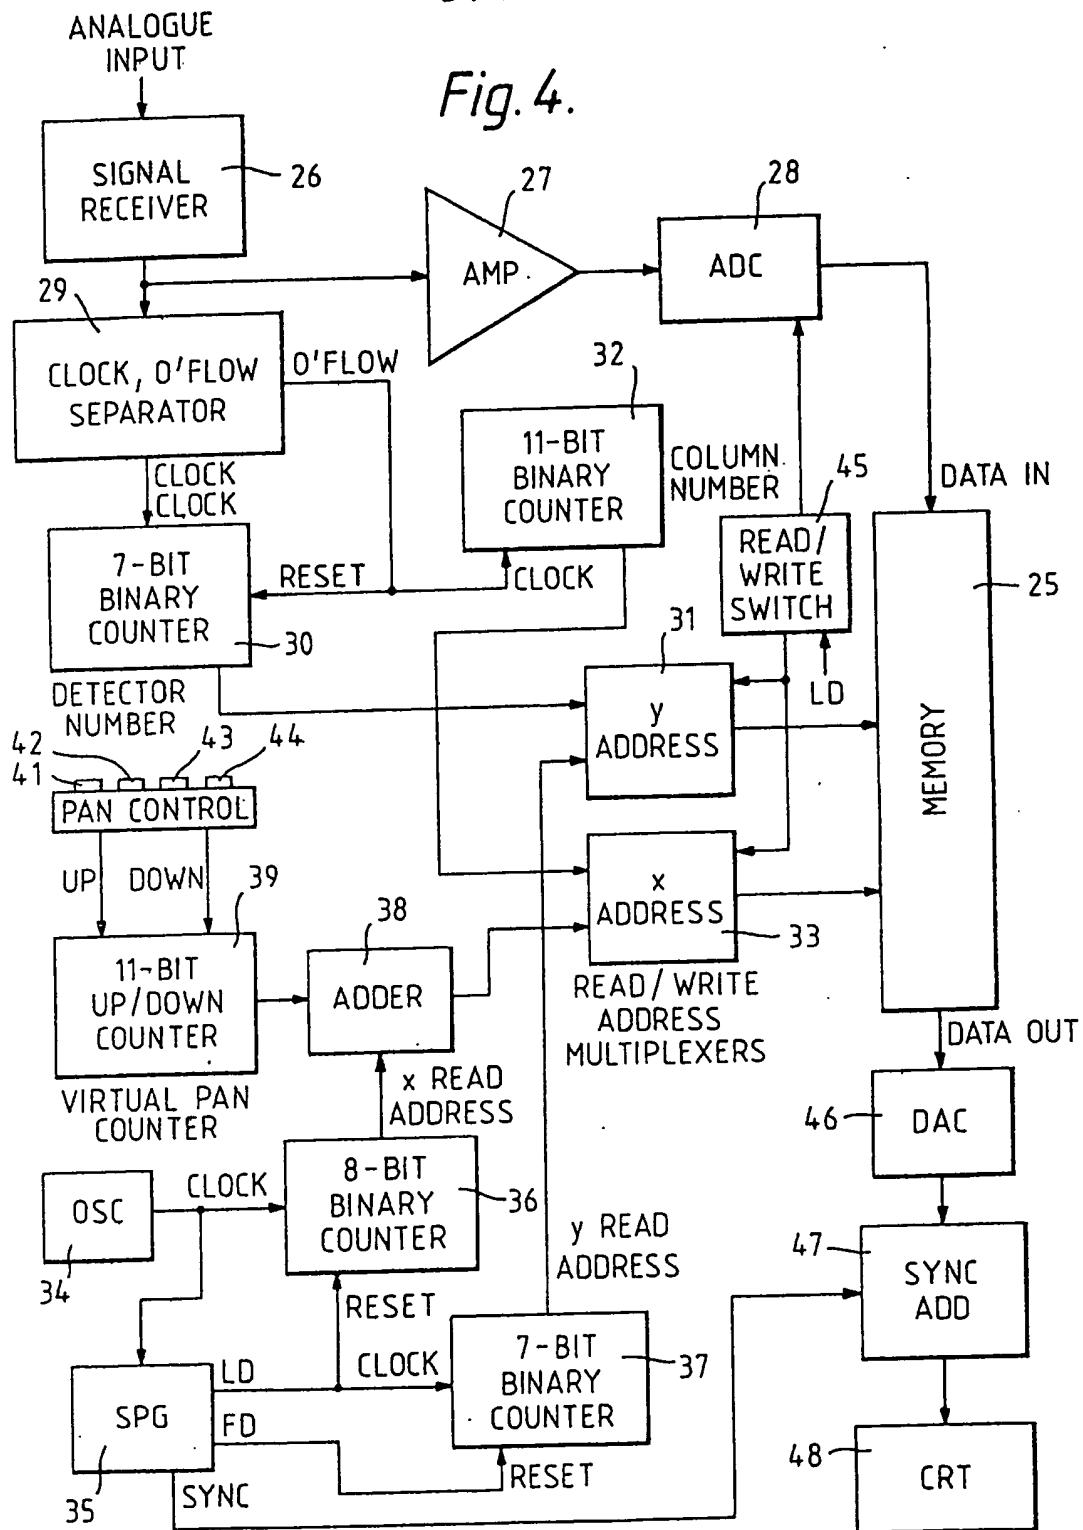 ANALOGUE
INPUT
Fig. 4.
SIGNAL
RECEIVER
26
27
AMP.
28
ADC
29
CLOCK, O'FLOW
SEPARATOR
O'FLOW
32
11-BIT
BINARY
COUNTER
COLUMN
NUMBER
45
DATA IN
CLOCK
CLOCK
7-BIT
BINARY
COUNTER
30
RESET
CLOCK
READ/
WRITE
SWITCH
LD
25
MEMORY
DETECTOR
NUMBER
31
y
ADDRESS
42
43
44
41
PAN CONTROL
UP
DOWN
39
x
ADDRESS
33
READ/WRITE
ADDRESS
MULTIPLEXERS
11-BIT
UP/DOWN
COUNTER
38
ADDER
VIRTUAL PAN
COUNTER
x READ
ADDRESS
DATA OUT
46
DAC
OSC
34
CLOCK
8-BIT
BINARY
COUNTER
36
y READ
ADDRESS
47
SYNC
ADD
RESET
7-BIT
BINARY
COUNTER
37
SPG
35
LD
CLOCK
FD
RESET
SYNC
48
CRT